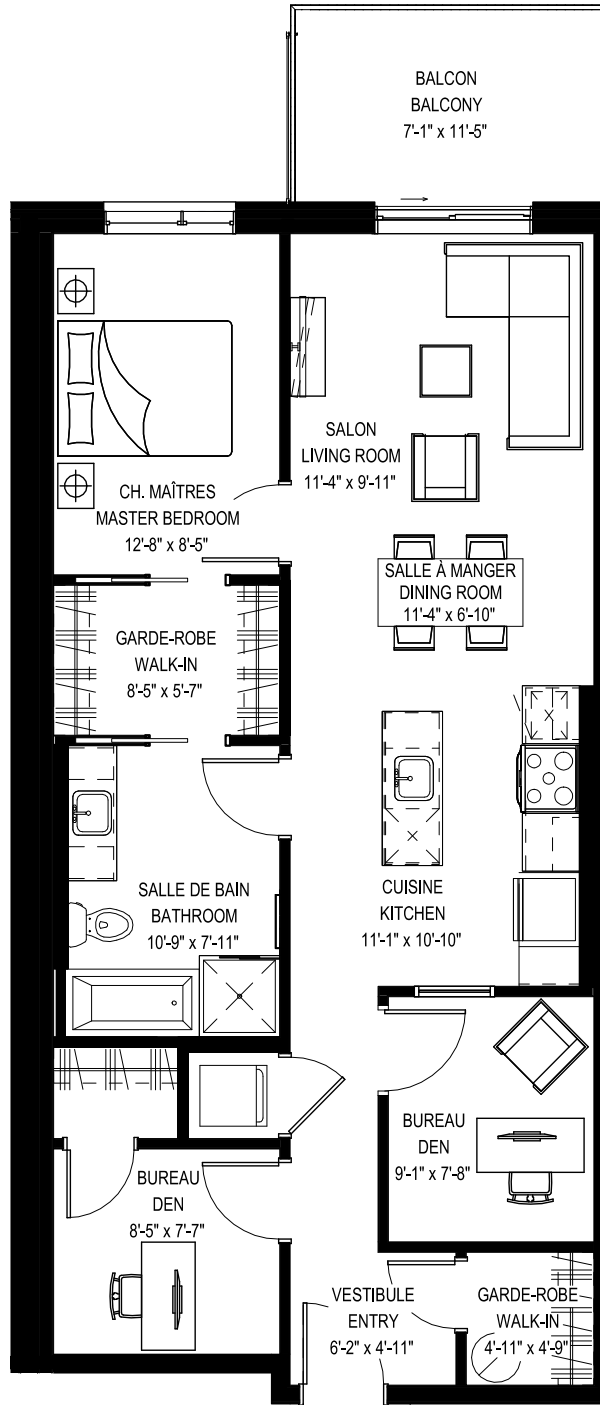 BALCON
BALCONY
7'-1" x 11'-5"
SALON
LIVING ROOM
11'-4" x 9'-11"
CH. MAÎTRES
MASTER BEDROOM
12'-8" x 8'-5"
SALLE À MANGER
DINING ROOM
11'-4" x 6'-10"
GARDE-ROBE
WALK-IN
8'-5" x 5'-7"
SALLE DE BAIN
BATHROOM
10'-9" x 7'-11"
CUISINE
KITCHEN
11'-1" x 10'-10"
BUREAU
DEN
9'-1" x 7'-8"
BUREAU
DEN
8'-5" x 7'-7"
VESTIBULE
ENTRY
6'-2" x 4'-11"
GARDE-ROBE
WALK-IN
4'-11" x 4'-9"